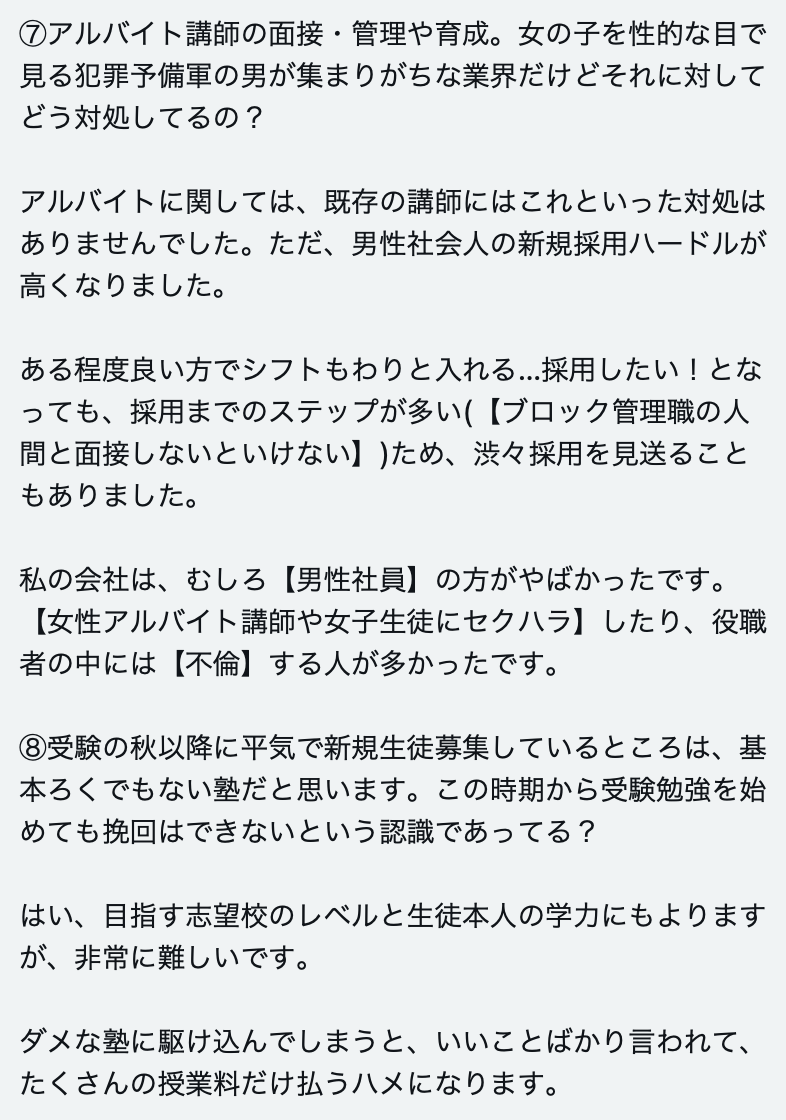 ⑦アルバイト講師の面接・管理や育成。女の子を性的な目で
見る犯罪予備軍の男が集まりがちな業界だけどそれに対して
どう対処してるの？
アルバイトに関しては、既存の講師にはこれといった対処は
ありませんでした。ただ、男性社会人の新規採用ハードルが
高くなりました。
ある程度良い方でシフトもわりと入れる...採用したい！とな
っても、採用までのステップが多い(【ブロック管理職の人
間と面接しないといけない】)ため、渋々採用を見送ること
もありました。
私の会社は、むしろ【男性社員】の方がやばかったです。
【女性アルバイト講師や女子生徒にセクハラ】したり、役職
者の中には【不倫】する人が多かったです。
⑧受験の秋以降に平気で新規生徒募集しているところは、基
本ろくでもない塾だと思います。この時期から受験勉強を始
めても挽回はできないという認識であってる？
はい、目指す志望校のレベルと生徒本人の学力にもよります
が、非常に難しいです。
ダメな塾に駆け込んでしまうと、いいことばかり言われて、
たくさんの授業料だけ払うハメになります。